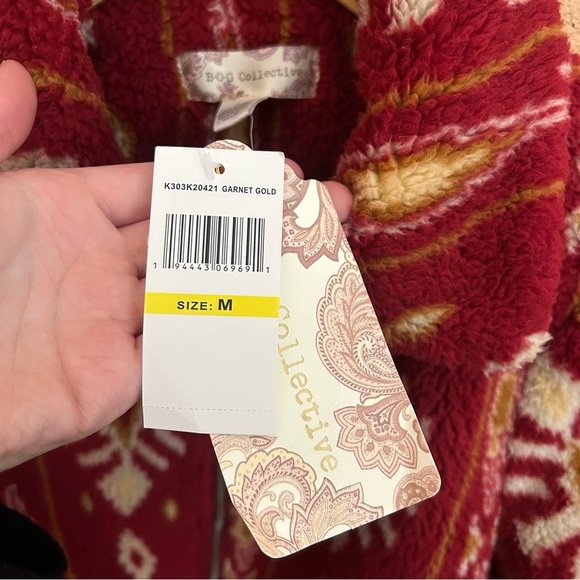 B·O·G Collective
K303K20421 GARNET GOLD
1 94443 06969 1
SIZE: M
Collective